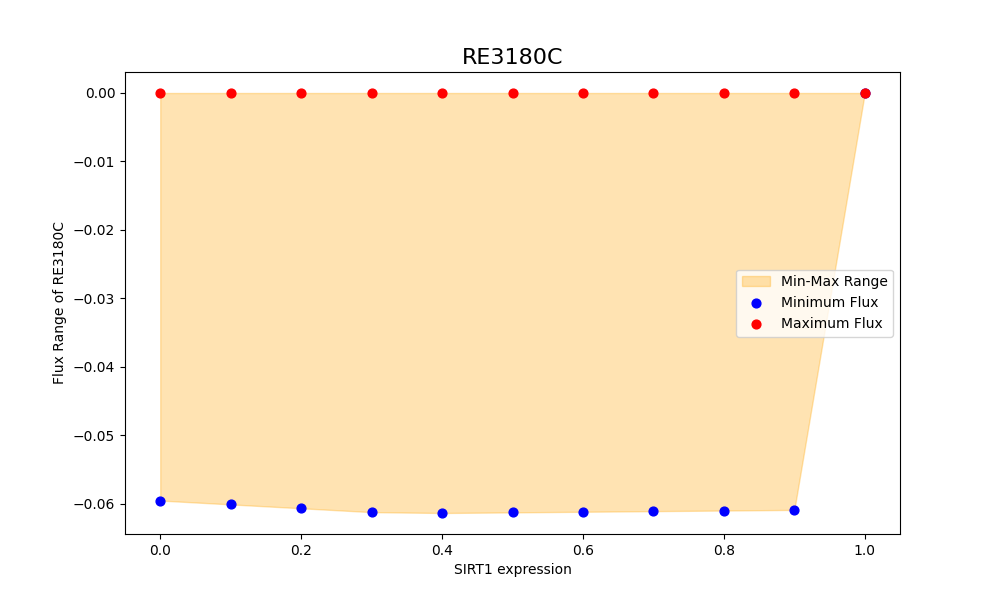 RE3180C
Flux Range of RE3180C
0.00
−0.01
−0.02
−0.03
−0.04
−0.05
−0.06
Min-Max Range
Minimum Flux
Maximum Flux
0.0 0.2 0.4 0.6 0.8 1.0
SIRT1 expression